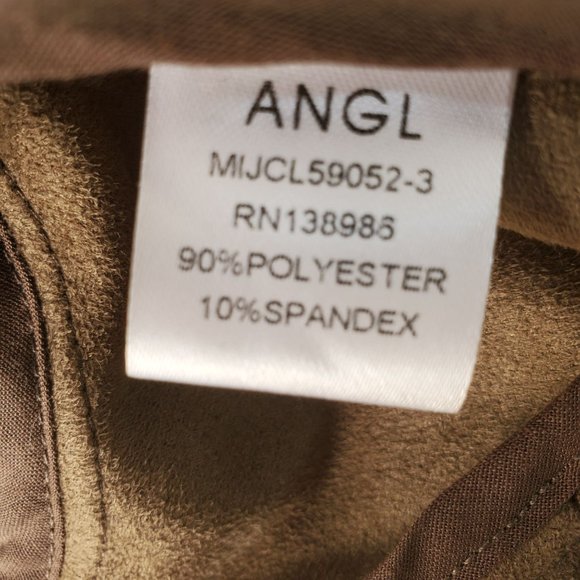 ANGL
MIJCL59052-3
RN138986
90%POLYESTER
10%SPANDEX